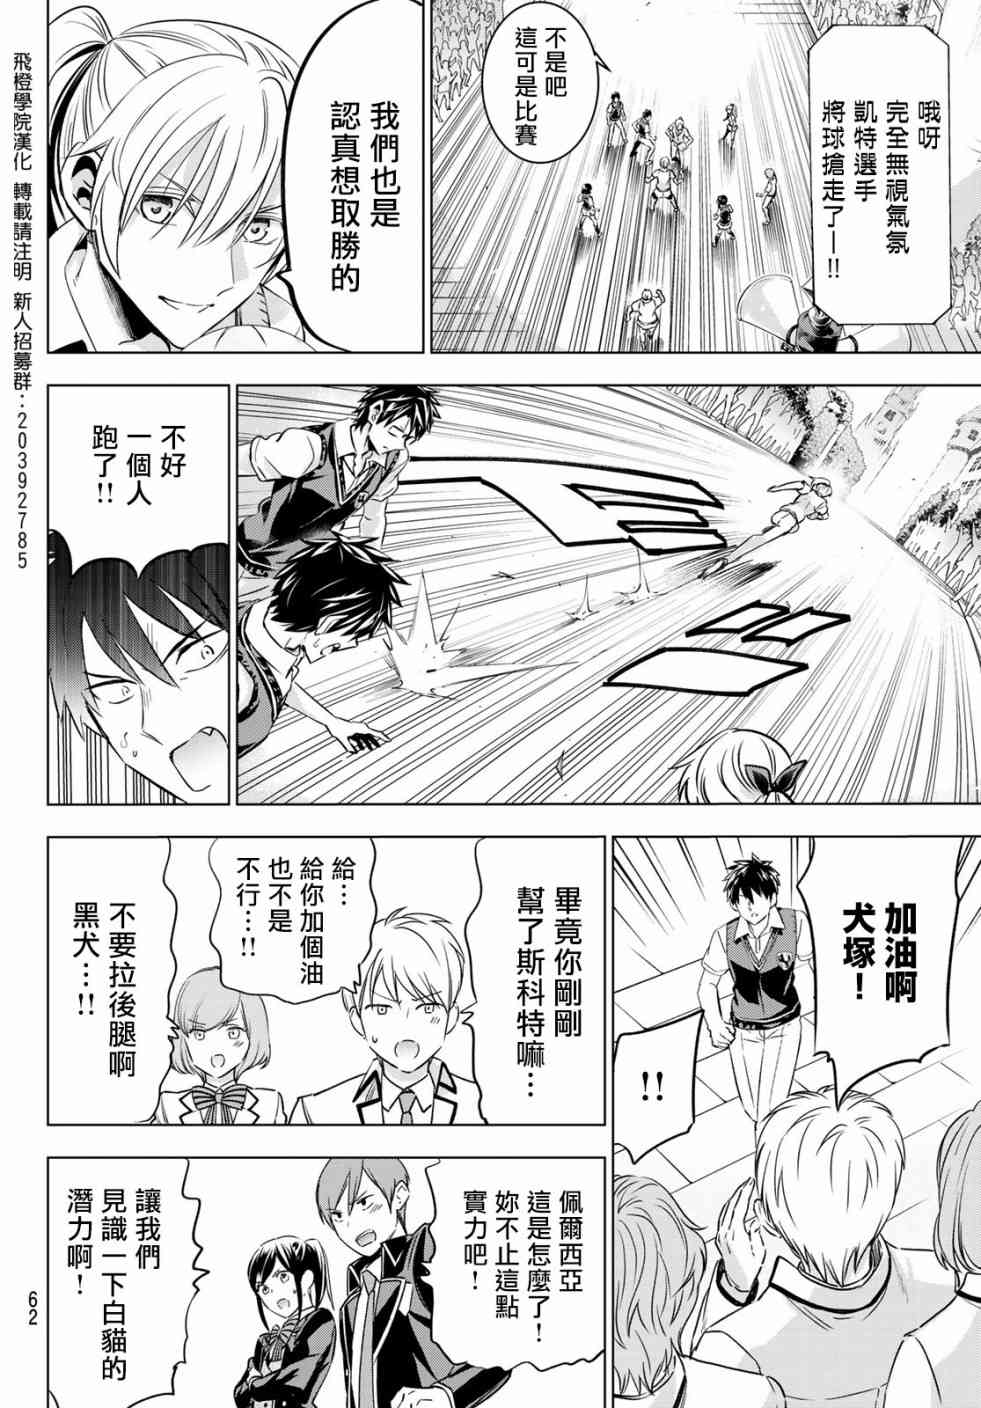 哦呀
完全無視氣氛
凱特選手
將球搶走了ー!!
不是吧
這可是比賽
我們也是
認真想取勝的
不好
一個人
跑了!!
加油啊
犬塚!
!!
畢竟你剛剛
幫了斯科特嘛…
給…
給你加個油
也不是
不行…!!
不要拉後腿啊
黑犬…!!
佩爾西亞
這是怎麼了!
妳不止這點
實力吧!
讓我們
見識一下白貓的
潛力啊!
飛橙學院漢化 轉載請注明 新人招募群:20392785
62